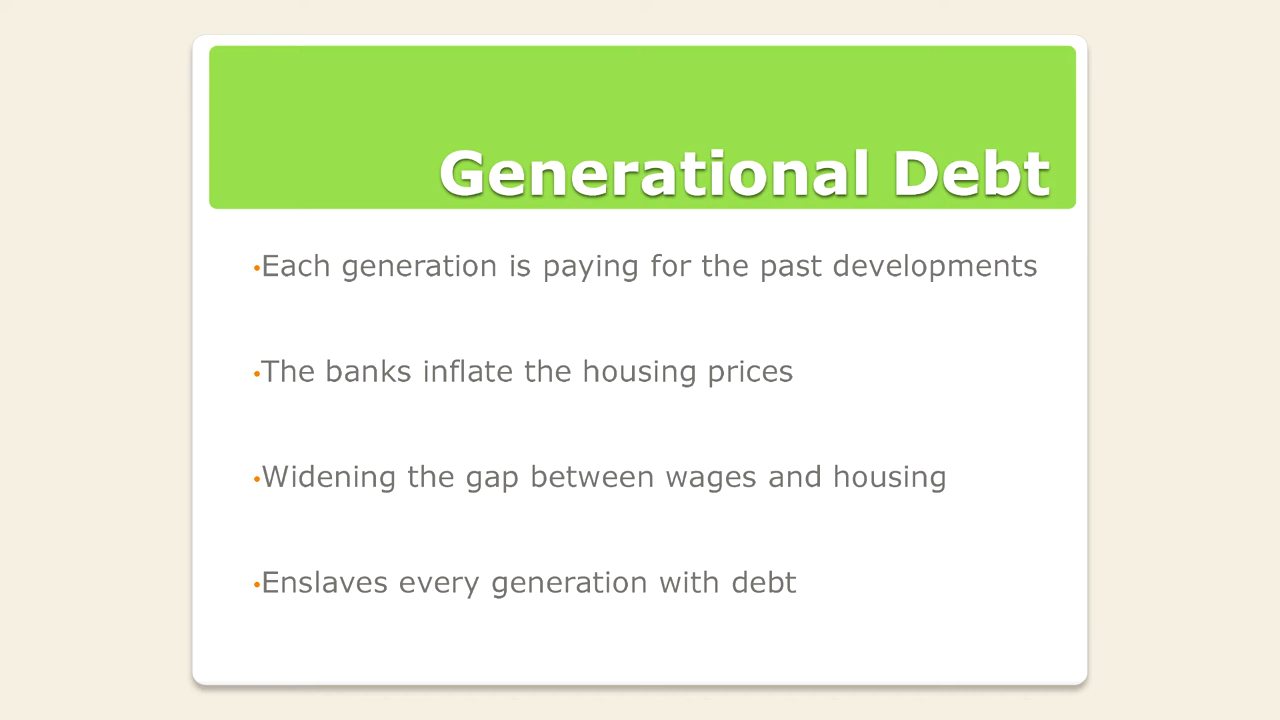 Generational Debt
•Each generation is paying for the past developments
•The banks inflate the housing prices
•Widening the gap between wages and housing
•Enslaves every generation with debt